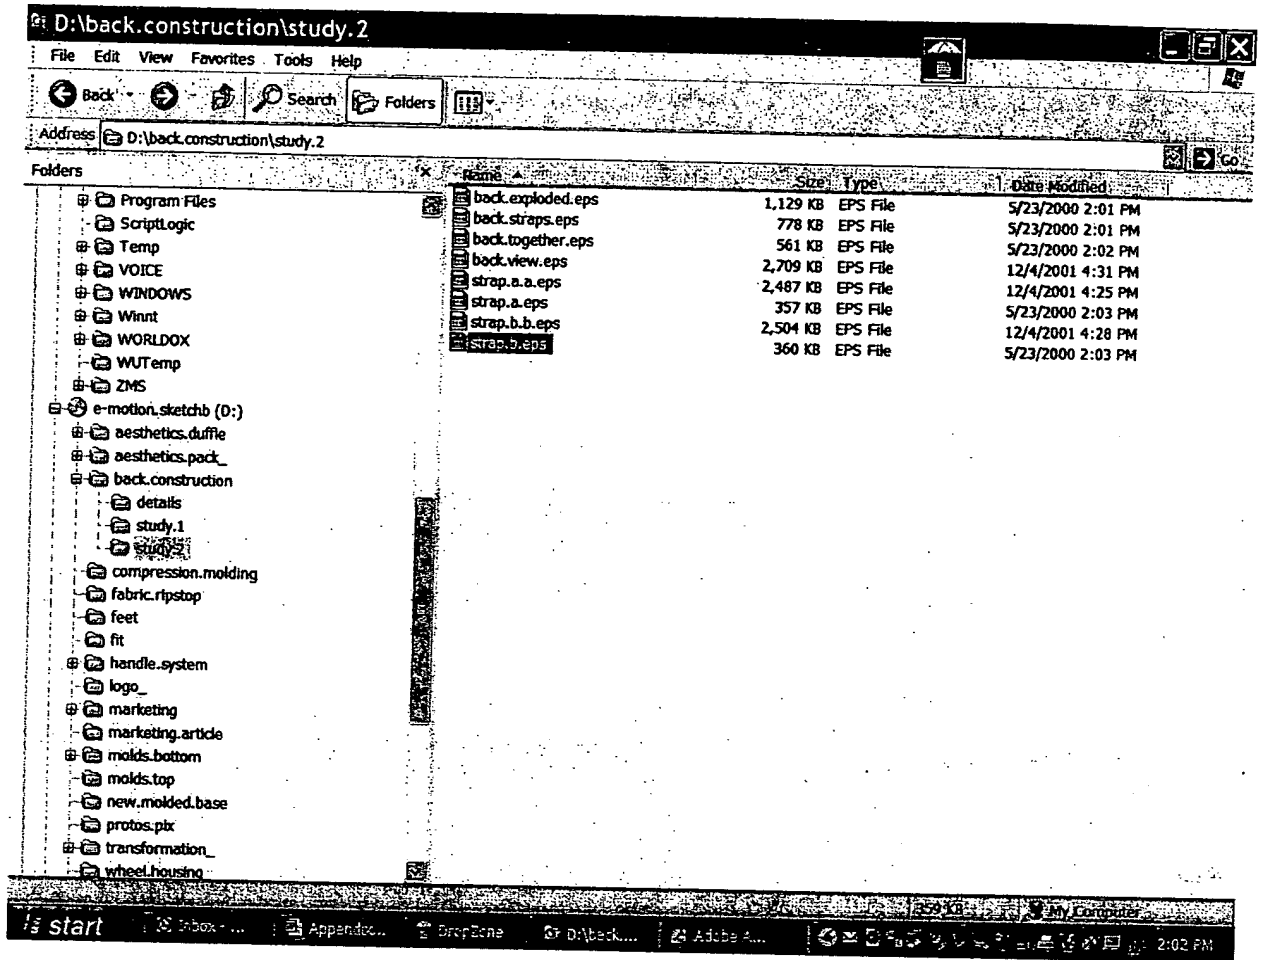 D:\back.construction\study.2
File Edit View Favorites Tools Help
Back Search Folders
Address D:\back.construction\study.2 Go
Folders
Name Size Type Date Modified
back.exploded.eps 1,129 KB EPS File 5/23/2000 2:01 PM
back.straps.eps 778 KB EPS File 5/23/2000 2:01 PM
back.together.eps 561 KB EPS File 5/23/2000 2:02 PM
back.view.eps 2,709 KB EPS File 12/4/2001 4:31 PM
strap.a.a.eps 2,487 KB EPS File 12/4/2001 4:25 PM
strap.a.eps 357 KB EPS File 5/23/2000 2:03 PM
strap.b.b.eps 2,504 KB EPS File 12/4/2001 4:28 PM
strap.b.eps 360 KB EPS File 5/23/2000 2:03 PM
Program Files
ScriptLogic
Temp
VOICE
WINDOWS
Winnt
WORLDOX
WUTemp
ZMS
e-motion.sketchb (D:)
aesthetics.duffle
aesthetics.pack_
back.construction
details
study.1
study.2
compression.molding
fabric.ripstop
feet
fit
handle.system
logo_
marketing
marketing.article
molds.bottom
molds.top
new.molded.base
protos.pix
transformation_
wheel.housing
359 KB My Computer
start Inbox - ... Appendix... DropZone D:\back.... Adobe A... 2:02 PM